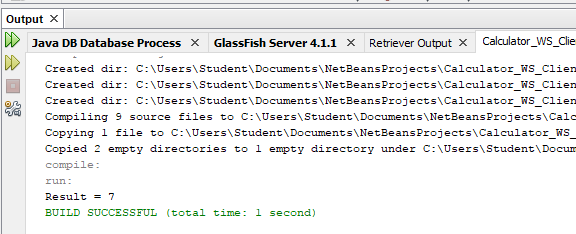 Output
Java DB Database Process GlassFish Server 4.1.1 Retriever Output Calculator_WS_Clie
Created dir: C:\Users\Student\Documents\NetBeansProjects\Calculator_WS_Clien
Created dir: C:\Users\Student\Documents\NetBeansProjects\Calculator_WS_Clien
Created dir: C:\Users\Student\Documents\NetBeansProjects\Calculator_WS_Clien
Compiling 9 source files to C:\Users\Student\Documents\NetBeansProjects\Calc
Copying 1 file to C:\Users\Student\Documents\NetBeansProjects\Calculator_WS_
Copied 2 empty directories to 1 empty directory under C:\Users\Student\Docum
compile:
run:
Result = 7
BUILD SUCCESSFUL (total time: 1 second)